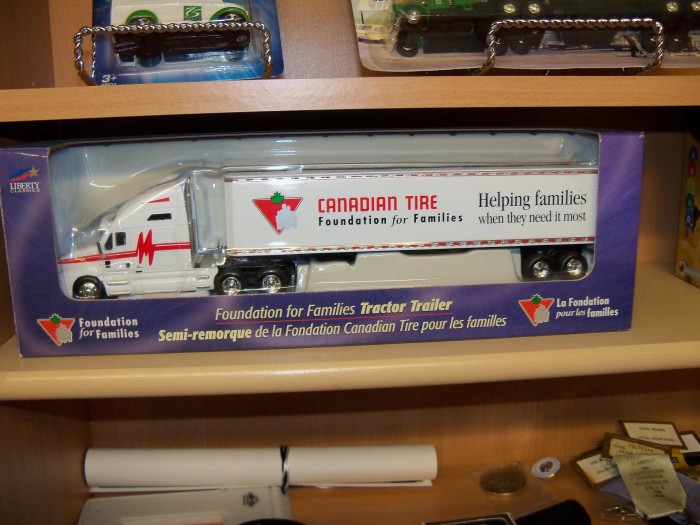 3+
LIBERTY
CLASSICS
CANADIAN TIRE
Foundation for Families
Helping families
when they need it most
Foundation for Families Tractor Trailer
Semi-remorque de la Fondation Canadian Tire pour les familles
Foundation
for Families
La Fondation
pour les familles